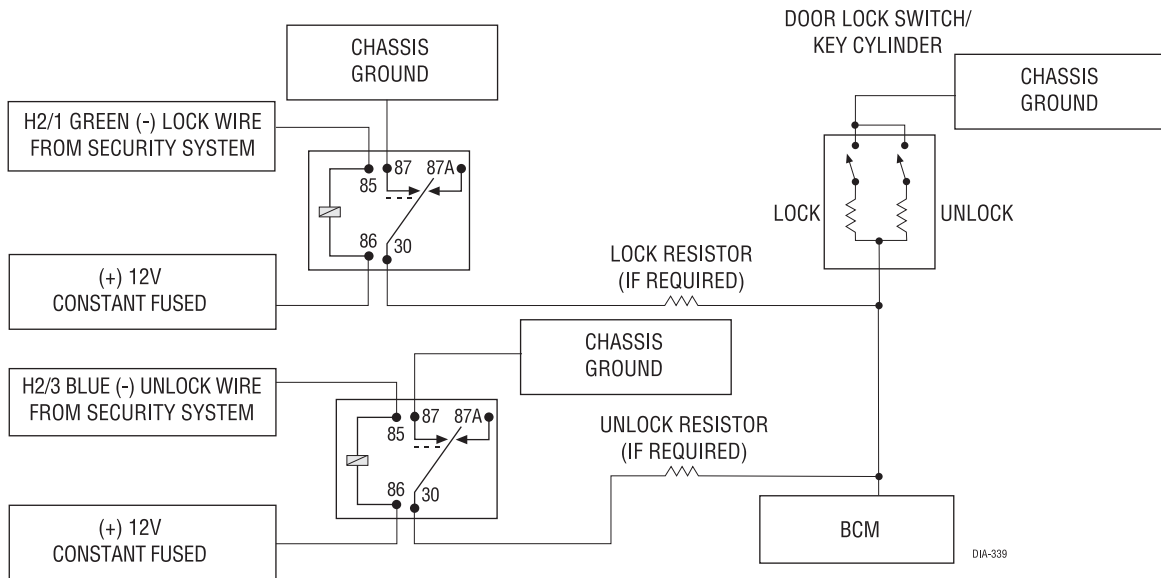 DOOR LOCK SWITCH/
KEY CYLINDER
CHASSIS
GROUND
CHASSIS
GROUND
H2/1 GREEN (-) LOCK WIRE
FROM SECURITY SYSTEM
87
87A
85
86
30
LOCK
UNLOCK
LOCK RESISTOR
(IF REQUIRED)
(+) 12V
CONSTANT FUSED
CHASSIS
GROUND
H2/3 BLUE (-) UNLOCK WIRE
FROM SECURITY SYSTEM
87
87A
85
86
30
UNLOCK RESISTOR
(IF REQUIRED)
(+) 12V
CONSTANT FUSED
BCM
DIA-339